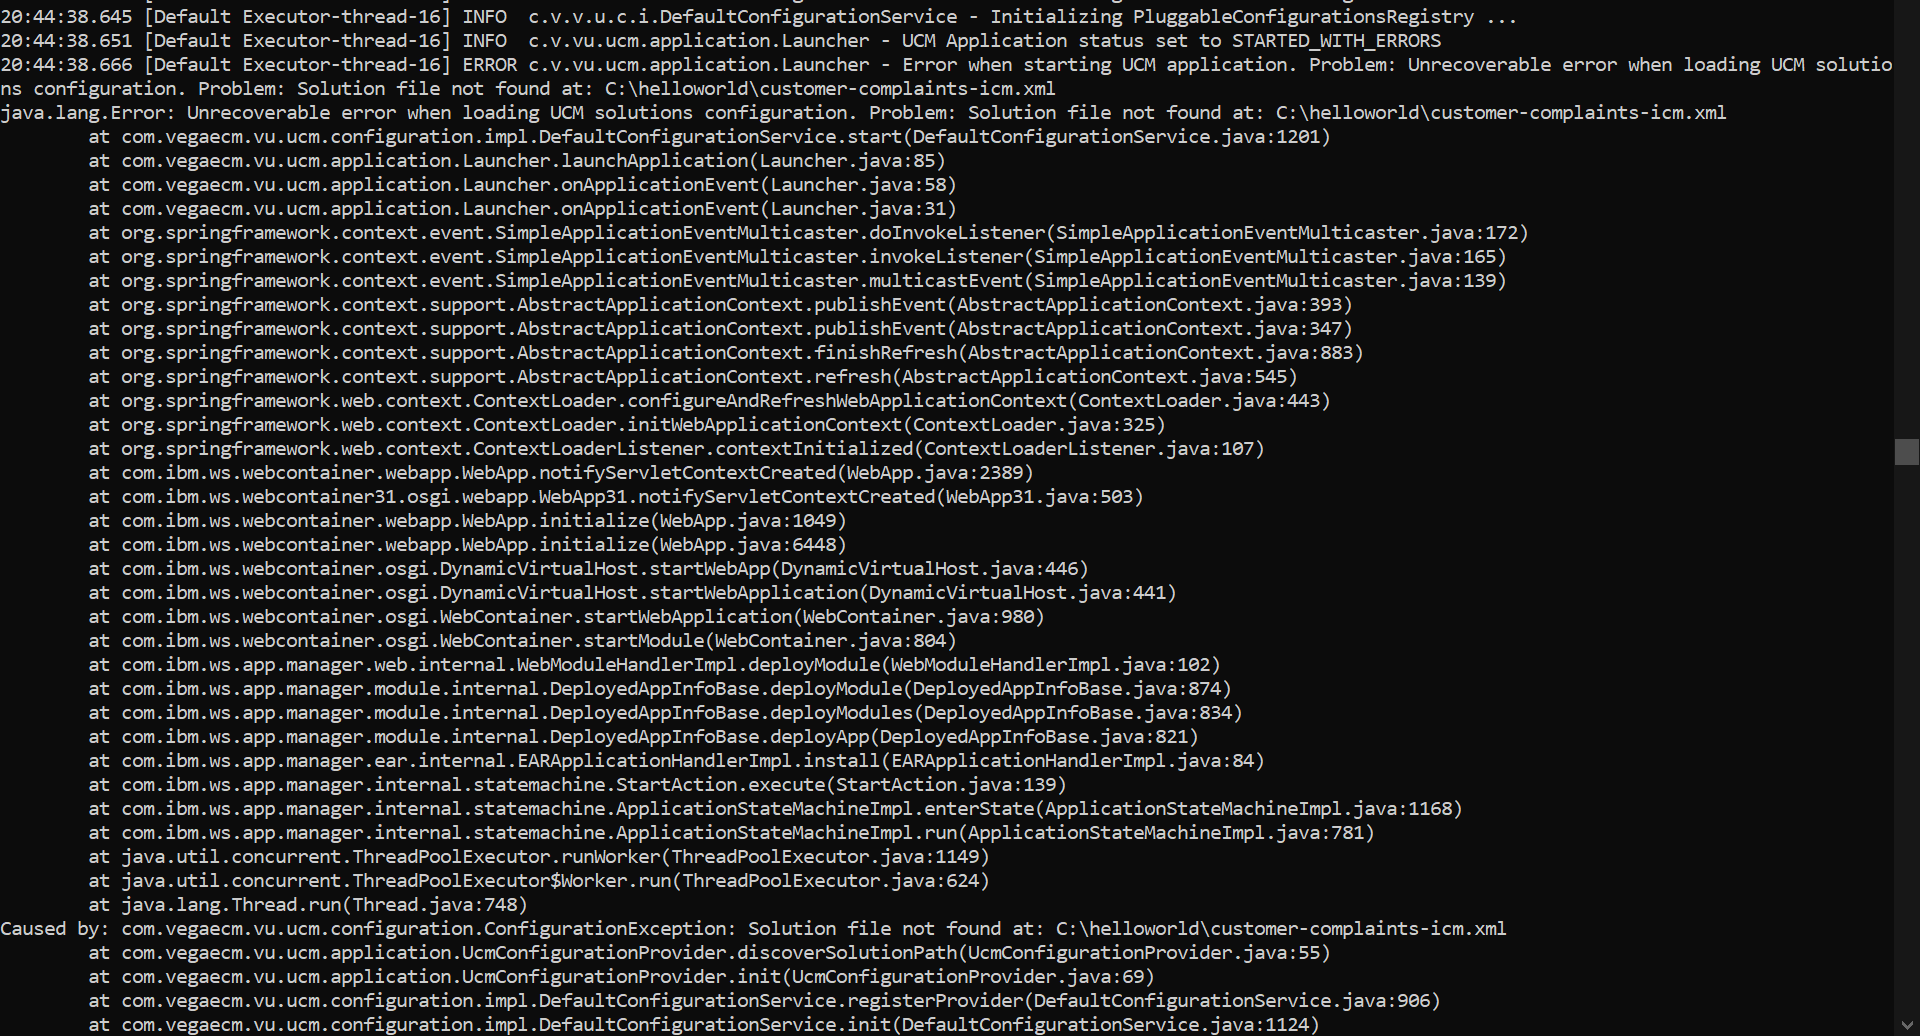 20:44:38.645 [Default Executor-thread-16] INFO  c.v.v.u.c.i.DefaultConfigurationService - Initializing PluggableConfigurationsRegistry ...
20:44:38.651 [Default Executor-thread-16] INFO  c.v.vu.ucm.application.Launcher - UCM Application status set to STARTED_WITH_ERRORS
20:44:38.666 [Default Executor-thread-16] ERROR c.v.vu.ucm.application.Launcher - Error when starting UCM application. Problem: Unrecoverable error when loading UCM solutio
ns configuration. Problem: Solution file not found at: C:\helloworld\customer-complaints-icm.xml
java.lang.Error: Unrecoverable error when loading UCM solutions configuration. Problem: Solution file not found at: C:\helloworld\customer-complaints-icm.xml
        at com.vegaecm.vu.ucm.configuration.impl.DefaultConfigurationService.start(DefaultConfigurationService.java:1201)
        at com.vegaecm.vu.ucm.application.Launcher.launchApplication(Launcher.java:85)
        at com.vegaecm.vu.ucm.application.Launcher.onApplicationEvent(Launcher.java:58)
        at com.vegaecm.vu.ucm.application.Launcher.onApplicationEvent(Launcher.java:31)
        at org.springframework.context.event.SimpleApplicationEventMulticaster.doInvokeListener(SimpleApplicationEventMulticaster.java:172)
        at org.springframework.context.event.SimpleApplicationEventMulticaster.invokeListener(SimpleApplicationEventMulticaster.java:165)
        at org.springframework.context.event.SimpleApplicationEventMulticaster.multicastEvent(SimpleApplicationEventMulticaster.java:139)
        at org.springframework.context.support.AbstractApplicationContext.publishEvent(AbstractApplicationContext.java:393)
        at org.springframework.context.support.AbstractApplicationContext.publishEvent(AbstractApplicationContext.java:347)
        at org.springframework.context.support.AbstractApplicationContext.finishRefresh(AbstractApplicationContext.java:883)
        at org.springframework.context.support.AbstractApplicationContext.refresh(AbstractApplicationContext.java:545)
        at org.springframework.web.context.ContextLoader.configureAndRefreshWebApplicationContext(ContextLoader.java:443)
        at org.springframework.web.context.ContextLoader.initWebApplicationContext(ContextLoader.java:325)
        at org.springframework.web.context.ContextLoaderListener.contextInitialized(ContextLoaderListener.java:107)
        at com.ibm.ws.webcontainer.webapp.WebApp.notifyServletContextCreated(WebApp.java:2389)
        at com.ibm.ws.webcontainer31.osgi.webapp.WebApp31.notifyServletContextCreated(WebApp31.java:503)
        at com.ibm.ws.webcontainer.webapp.WebApp.initialize(WebApp.java:1049)
        at com.ibm.ws.webcontainer.webapp.WebApp.initialize(WebApp.java:6448)
        at com.ibm.ws.webcontainer.osgi.DynamicVirtualHost.startWebApp(DynamicVirtualHost.java:446)
        at com.ibm.ws.webcontainer.osgi.DynamicVirtualHost.startWebApplication(DynamicVirtualHost.java:441)
        at com.ibm.ws.webcontainer.osgi.WebContainer.startWebApplication(WebContainer.java:980)
        at com.ibm.ws.webcontainer.osgi.WebContainer.startModule(WebContainer.java:804)
        at com.ibm.ws.app.manager.web.internal.WebModuleHandlerImpl.deployModule(WebModuleHandlerImpl.java:102)
        at com.ibm.ws.app.manager.module.internal.DeployedAppInfoBase.deployModule(DeployedAppInfoBase.java:874)
        at com.ibm.ws.app.manager.module.internal.DeployedAppInfoBase.deployModules(DeployedAppInfoBase.java:834)
        at com.ibm.ws.app.manager.module.internal.DeployedAppInfoBase.deployApp(DeployedAppInfoBase.java:821)
        at com.ibm.ws.app.manager.ear.internal.EARApplicationHandlerImpl.install(EARApplicationHandlerImpl.java:84)
        at com.ibm.ws.app.manager.internal.statemachine.StartAction.execute(StartAction.java:139)
        at com.ibm.ws.app.manager.internal.statemachine.ApplicationStateMachineImpl.enterState(ApplicationStateMachineImpl.java:1168)
        at com.ibm.ws.app.manager.internal.statemachine.ApplicationStateMachineImpl.run(ApplicationStateMachineImpl.java:781)
        at java.util.concurrent.ThreadPoolExecutor.runWorker(ThreadPoolExecutor.java:1149)
        at java.util.concurrent.ThreadPoolExecutor$Worker.run(ThreadPoolExecutor.java:624)
        at java.lang.Thread.run(Thread.java:748)
Caused by: com.vegaecm.vu.ucm.configuration.ConfigurationException: Solution file not found at: C:\helloworld\customer-complaints-icm.xml
        at com.vegaecm.vu.ucm.application.UcmConfigurationProvider.discoverSolutionPath(UcmConfigurationProvider.java:55)
        at com.vegaecm.vu.ucm.application.UcmConfigurationProvider.init(UcmConfigurationProvider.java:69)
        at com.vegaecm.vu.ucm.configuration.impl.DefaultConfigurationService.registerProvider(DefaultConfigurationService.java:906)
        at com.vegaecm.vu.ucm.configuration.impl.DefaultConfigurationService.init(DefaultConfigurationService.java:1124)